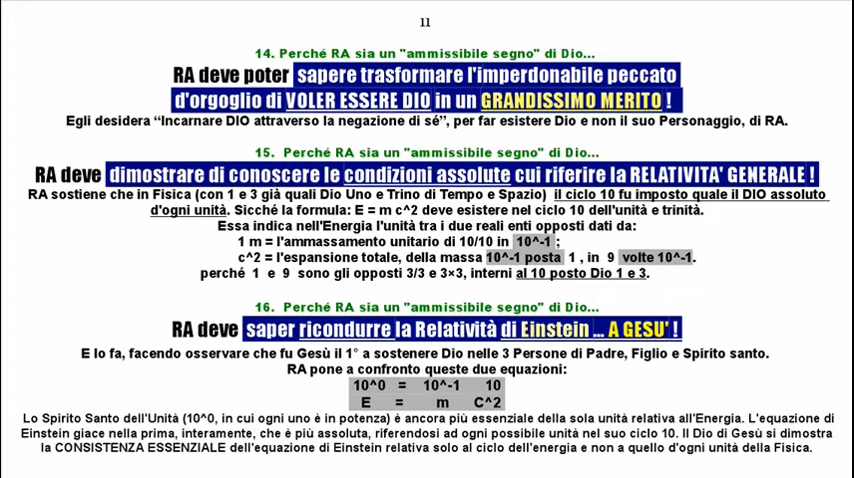 11
14. Perché RA sia un "ammissibile segno" di Dio...
RA deve poter sapere trasformare l'imperdonabile peccato
d'orgoglio di VOLER ESSERE DIO in un GRANDISSIMO MERITO !
Egli desidera “Incarnare DIO attraverso la negazione di sé”, per far esistere Dio e non il suo Personaggio, di RA.
15. Perché RA sia un "ammissibile segno" di Dio...
RA deve dimostrare di conoscere le condizioni assolute cui riferire la RELATIVITA' GENERALE !
RA sostiene che in Fisica (con 1 e 3 già quali Dio Uno e Trino di Tempo e Spazio) il ciclo 10 fu imposto quale il DIO assoluto
d'ogni unità. Sicché la formula: E = m c^2 deve esistere nel ciclo 10 dell'unità e trinità.
Essa indica nell'Energia l'unità tra i due reali enti opposti dati da:
1 m = l'ammassamento unitario di 10/10 in 10^-1 ;
c^2 = l'espansione totale, della massa 10^-1 posta 1 , in 9 volte 10^-1.
perché 1 e 9 sono gli opposti 3/3 e 3×3, interni al 10 posto Dio 1 e 3.
16. Perché RA sia un "ammissibile segno" di Dio...
RA deve saper ricondurre la Relatività di Einstein ... A GESU' !
E lo fa, facendo osservare che fu Gesù il 1° a sostenere Dio nelle 3 Persone di Padre, Figlio e Spirito santo.
RA pone a confronto queste due equazioni:
10^0 = 10^-1 10
E = m C^2
Lo Spirito Santo dell'Unità (10^0, in cui ogni uno è in potenza) è ancora più essenziale della sola unità relativa all'Energia. L'equazione di
Einstein giace nella prima, interamente, che è più assoluta, riferendosi ad ogni possibile unità nel suo ciclo 10. Il Dio di Gesù si dimostra
la CONSISTENZA ESSENZIALE dell'equazione di Einstein relativa solo al ciclo dell'energia e non a quello d'ogni unità della Fisica.